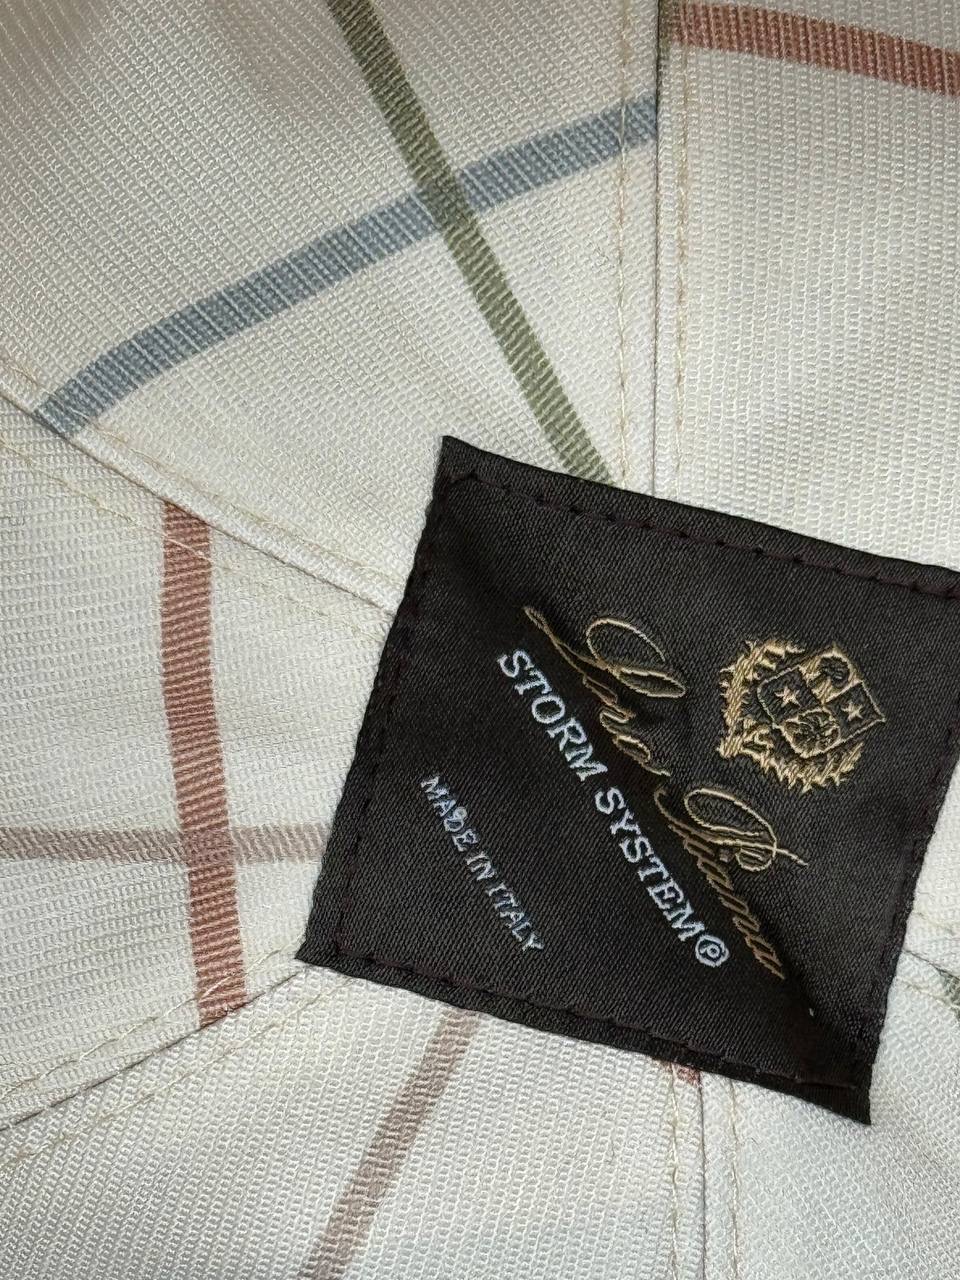 Loro Piana
STORM SYSTEM®
MADE IN ITALY